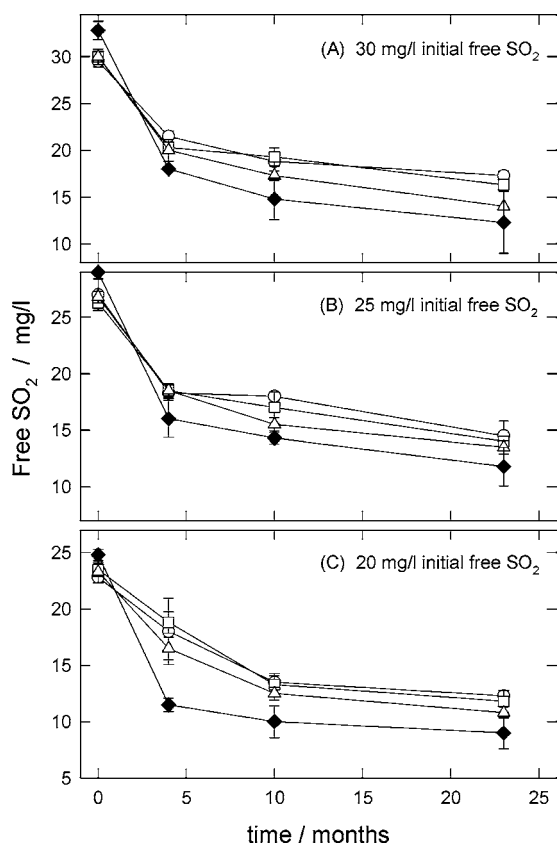 (A) 30 mg/l initial free SO₂
30
25
20
15
10
(B) 25 mg/l initial free SO₂
25
20
15
10
Free SO₂ / mg/l
(C) 20 mg/l initial free SO₂
25
20
15
10
5
0 5 10 15 20 25
time / months